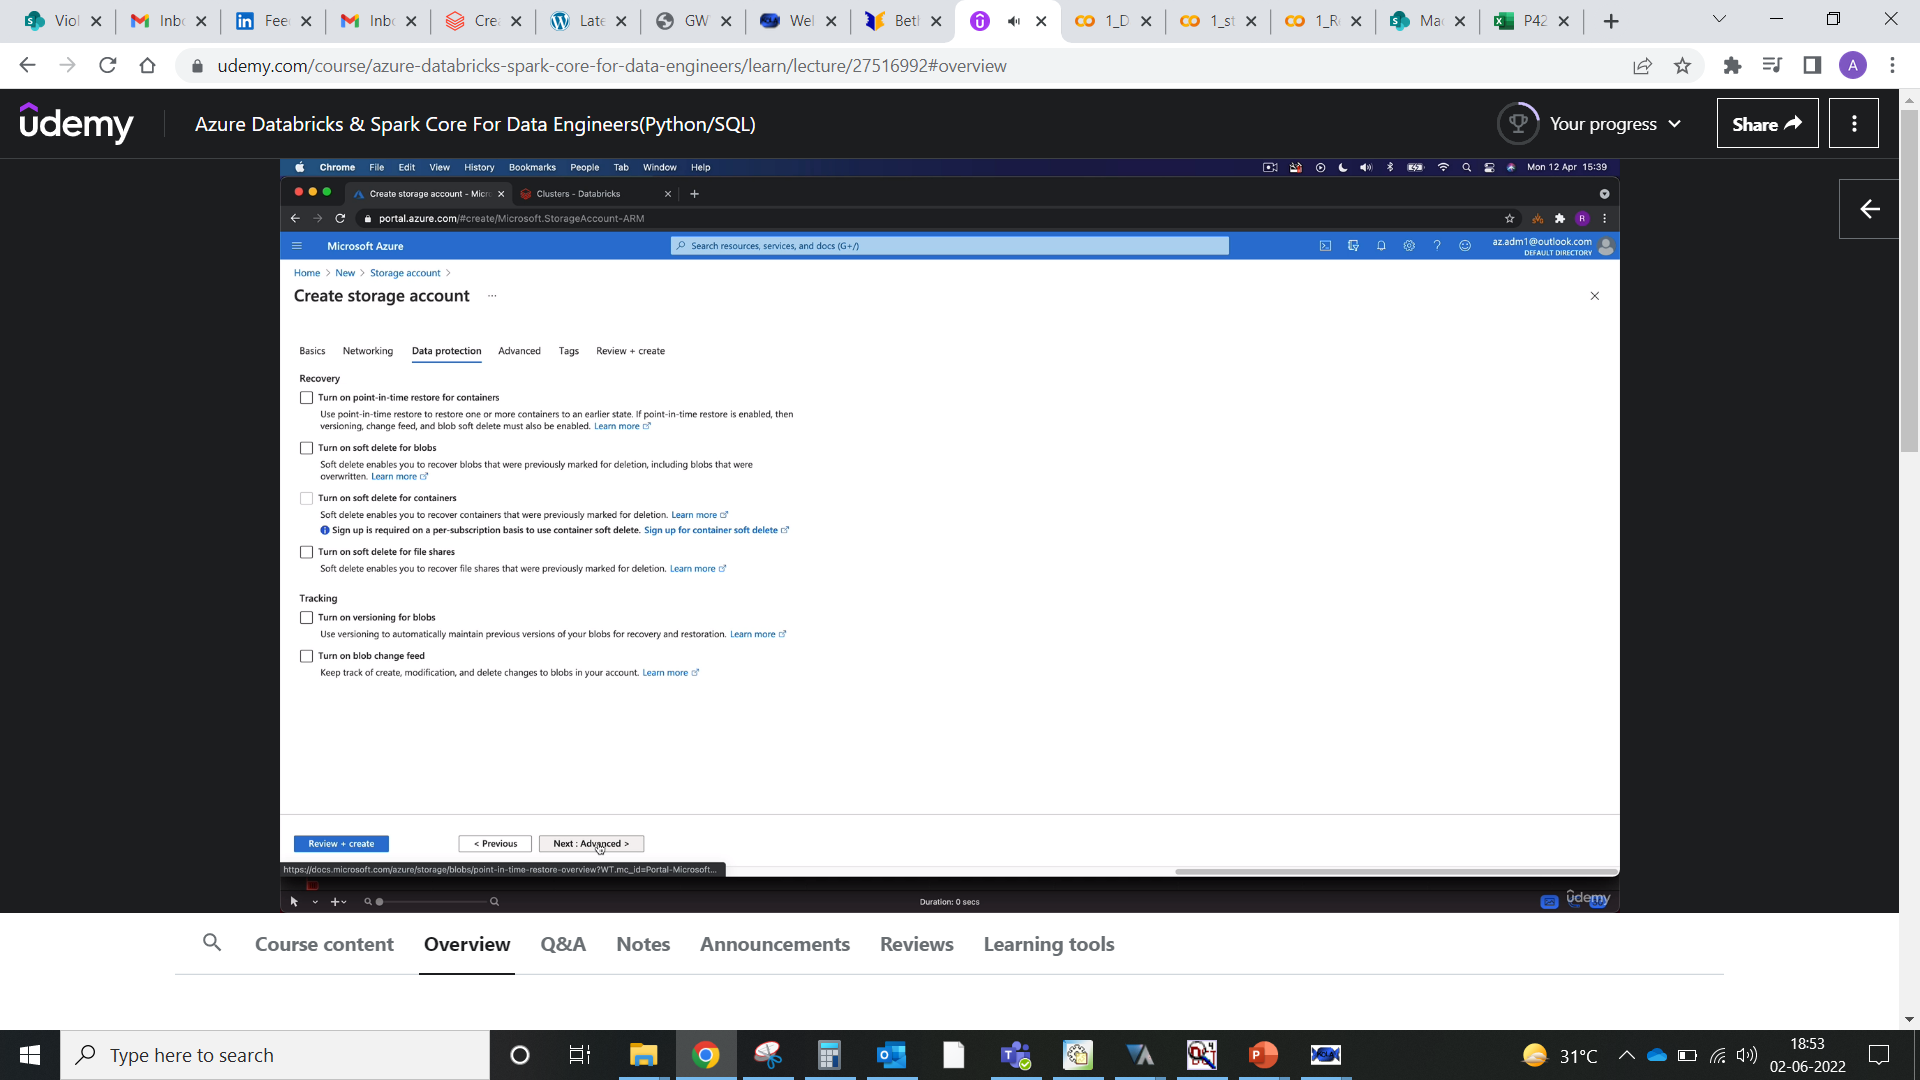 Viol
Inbc
Fee
Inbc
Cre
Late
GW
Wel
Bet
1_D
1_st
1_R
Ma
P42
udemy.com/course/azure-databricks-spark-core-for-data-engineers/learn/lecture/27516992#overview
A
ûdemy
Azure Databricks & Spark Core For Data Engineers(Python/SQL)
Your progress
Share
Chrome File Edit View History Bookmarks People Tab Window Help
Mon 12 Apr 15:39
Create storage account - Micr
Clusters - Databricks
portal.azure.com/#create/Microsoft.StorageAccount-ARM
R
Microsoft Azure
Search resources, services, and docs (G+/)
az.adm1@outlook.com
DEFAULT DIRECTORY
Home > New > Storage account >
Create storage account ...
Basics Networking Data protection Advanced Tags Review + create
Recovery
Turn on point-in-time restore for containers
Use point-in-time restore to restore one or more containers to an earlier state. If point-in-time restore is enabled, then
versioning, change feed, and blob soft delete must also be enabled. Learn more
Turn on soft delete for blobs
Soft delete enables you to recover blobs that were previously marked for deletion, including blobs that were
overwritten. Learn more
Turn on soft delete for containers
Soft delete enables you to recover containers that were previously marked for deletion. Learn more
Sign up is required on a per-subscription basis to use container soft delete. Sign up for container soft delete
Turn on soft delete for file shares
Soft delete enables you to recover file shares that were previously marked for deletion. Learn more
Tracking
Turn on versioning for blobs
Use versioning to automatically maintain previous versions of your blobs for recovery and restoration. Learn more
Turn on blob change feed
Keep track of create, modification, and delete changes to blobs in your account. Learn more
Review + create
< Previous
Next : Advanced >
https://docs.microsoft.com/azure/storage/blobs/point-in-time-restore-overview?WT.mc_id=Portal-Microsoft...
Duration: 0 secs
ûdemy
Course content Overview Q&A Notes Announcements Reviews Learning tools
Type here to search
31°C
18:53
02-06-2022